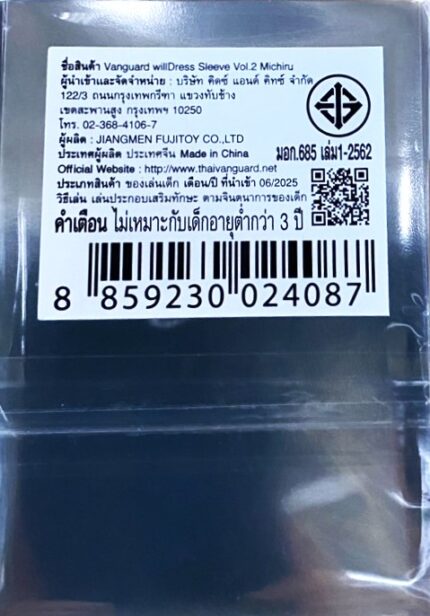 ชื่อสินค้า Vanguard willDress Sleeve Vol.2 Michiru
ผู้นำเข้าและจัดจำหน่าย : บริษัท คิดซ์ แอนด์ คิทซ์ จำกัด
122/3 ถนนกรุงเทพกรีฑา แขวงทับช้าง
เขตสะพานสูง กรุงเทพฯ 10250
โทร. 02-368-4106-7
ผู้ผลิต : JIANGMEN FUJITOY CO.,LTD
ประเทศผู้ผลิต ประเทศจีน Made in China
Official Website : http://www.thaivanguard.net
ประเภทสินค้า ของเล่นเด็ก เดือน/ปี ที่นำเข้า 06/2025
วิธีเล่น เล่นประกอบเสริมทักษะ ตามจินตนาการของเด็ก
มอก.685 เล่ม1-2562
คำเตือน ไม่เหมาะกับเด็กอายุต่ำกว่า 3 ปี
8 859230 024087